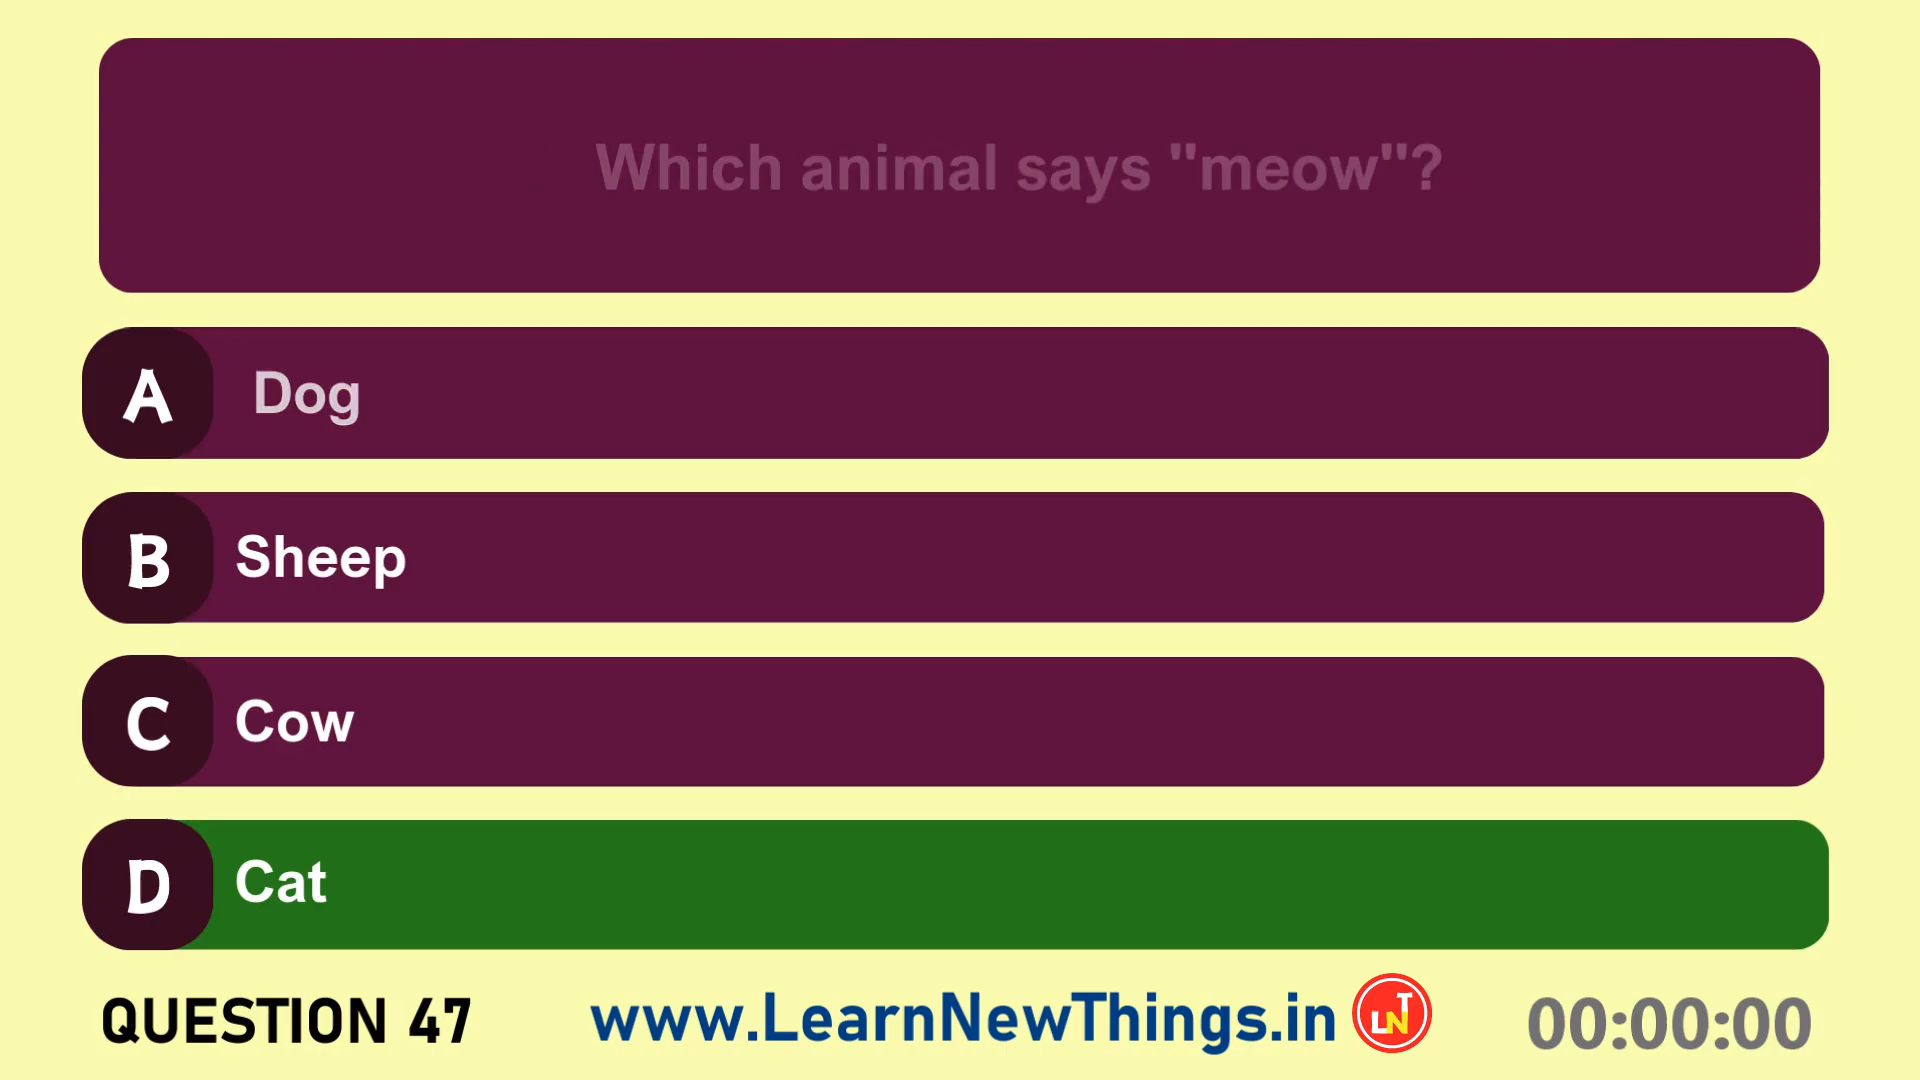 Which animal says "meow"?
A Dog
B Sheep
C Cow
D Cat
QUESTION 47 www.LearnNewThings.in LNT 00:00:00